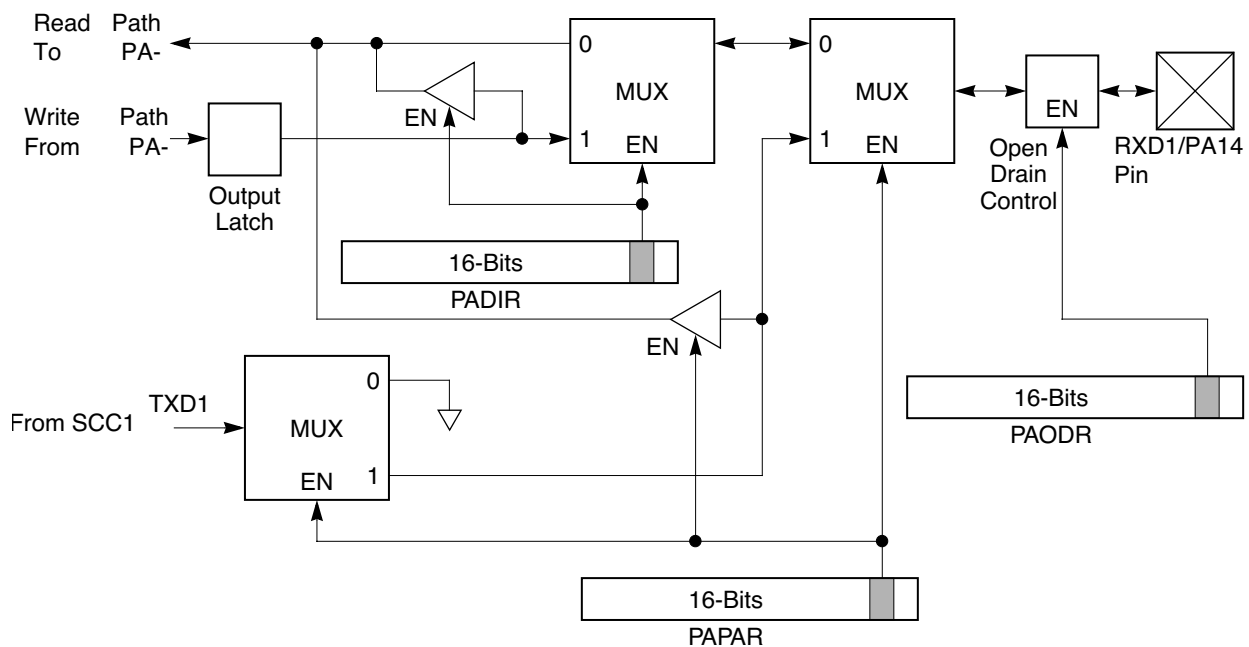 Read Path
To PA-
Write Path
From PA-
Output
Latch
EN
0
MUX
1
EN
0
MUX
1
EN
EN
Open
Drain
Control
RXD1/PA14
Pin
16-Bits
PADIR
EN
From SCC1
TXD1
0
MUX
EN
1
16-Bits
PAODR
16-Bits
PAPAR